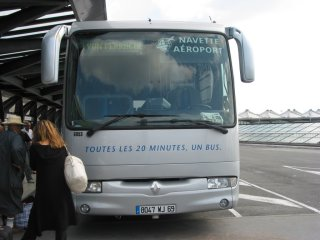 NAVETTE
AÉROPORT
TOUTES LES 20 MINUTES, UN BUS.
8047 WJ 69